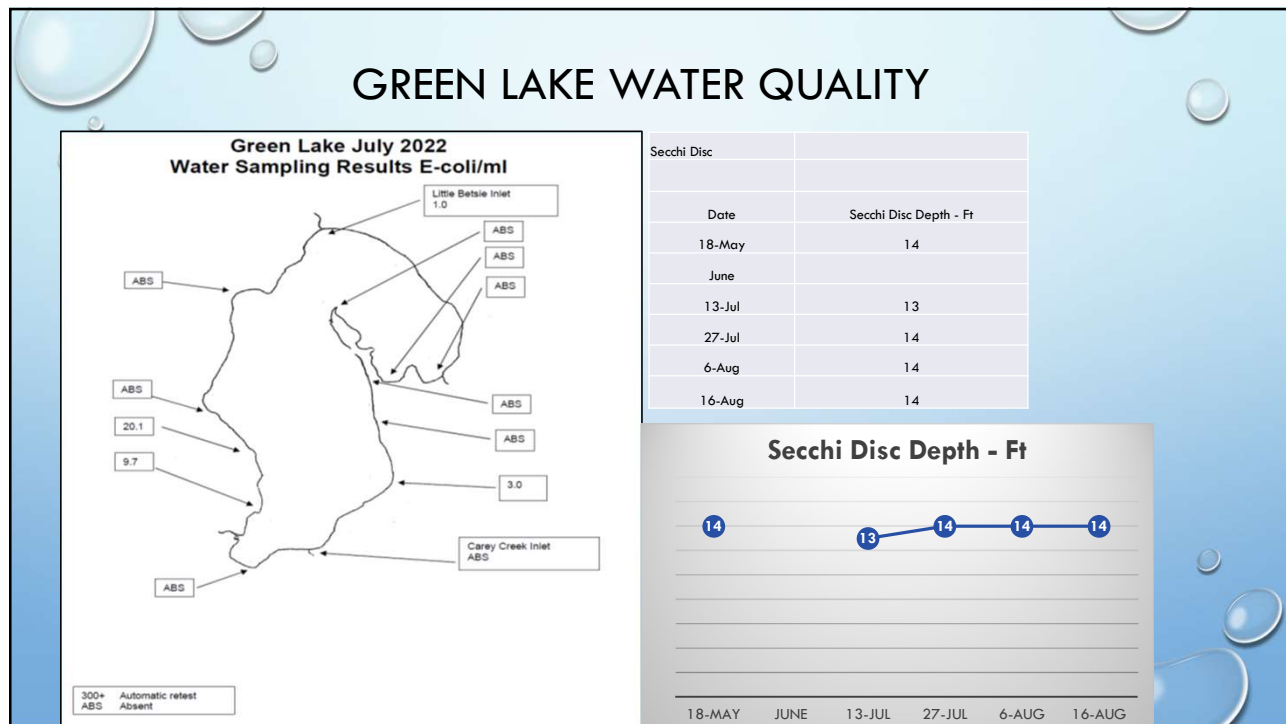 GREEN LAKE WATER QUALITY
Green Lake July 2022
Water Sampling Results E-coli/ml
Little Betsie Inlet
1.0
ABS
ABS
ABS
ABS
ABS
20.1
9.7
ABS
ABS
3.0
Carey Creek Inlet
ABS
ABS
300+ Automatic retest
ABS Absent
Secchi Disc
Date Secchi Disc Depth - Ft
18-May 14
June
13-Jul 13
27-Jul 14
6-Aug 14
16-Aug 14
Secchi Disc Depth - Ft
14 13 14 14 14
18-MAY JUNE 13-JUL 27-JUL 6-AUG 16-AUG